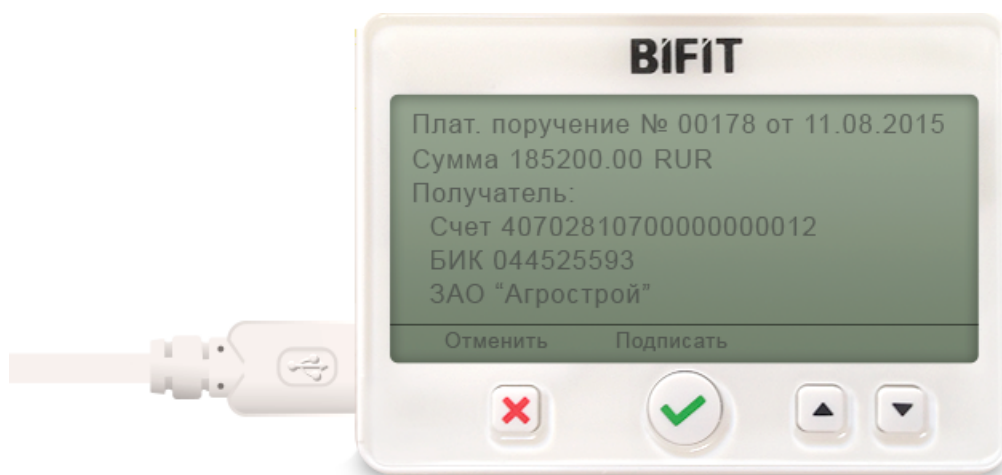 BIFIT
Плат. поручение № 00178 от 11.08.2015
Сумма 185200.00 RUR
Получатель:
Счет 40702810700000000012
БИК 044525593
ЗАО “Агрострой”
Отменить Подписать